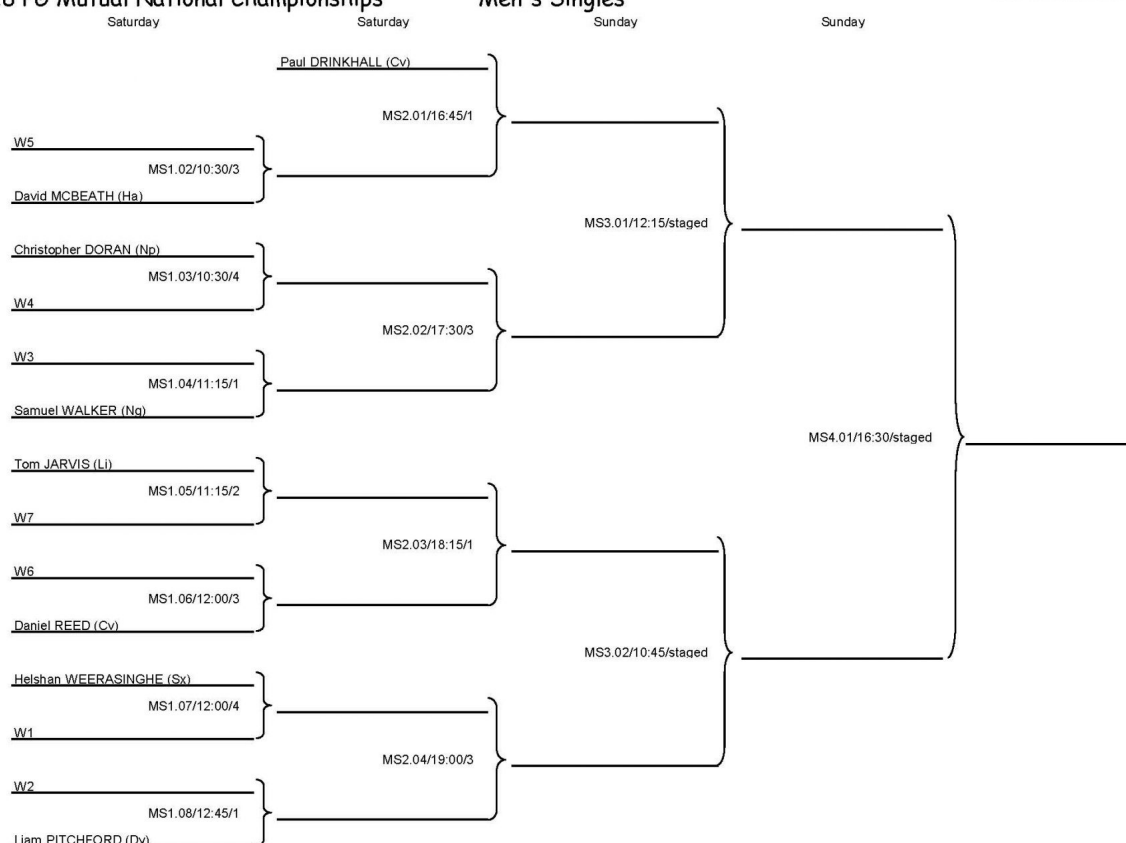 PG Mutual National Championships Men's Singles
Saturday Saturday Sunday Sunday
Paul DRINKHALL (Cv)
MS2.01/16:45/1
W5
MS1.02/10:30/3
David MCBEATH (Ha)
MS3.01/12:15/staged
Christopher DORAN (Np)
MS1.03/10:30/4
W4
MS2.02/17:30/3
W3
MS1.04/11:15/1
Samuel WALKER (Ng)
MS4.01/16:30/staged
Tom JARVIS (Li)
MS1.05/11:15/2
W7
MS2.03/18:15/1
W6
MS1.06/12:00/3
Daniel REED (Cv)
MS3.02/10:45/staged
Helshan WEERASINGHE (Sx)
MS1.07/12:00/4
W1
MS2.04/19:00/3
W2
MS1.08/12:45/1
Liam PITCHFORD (Dy)